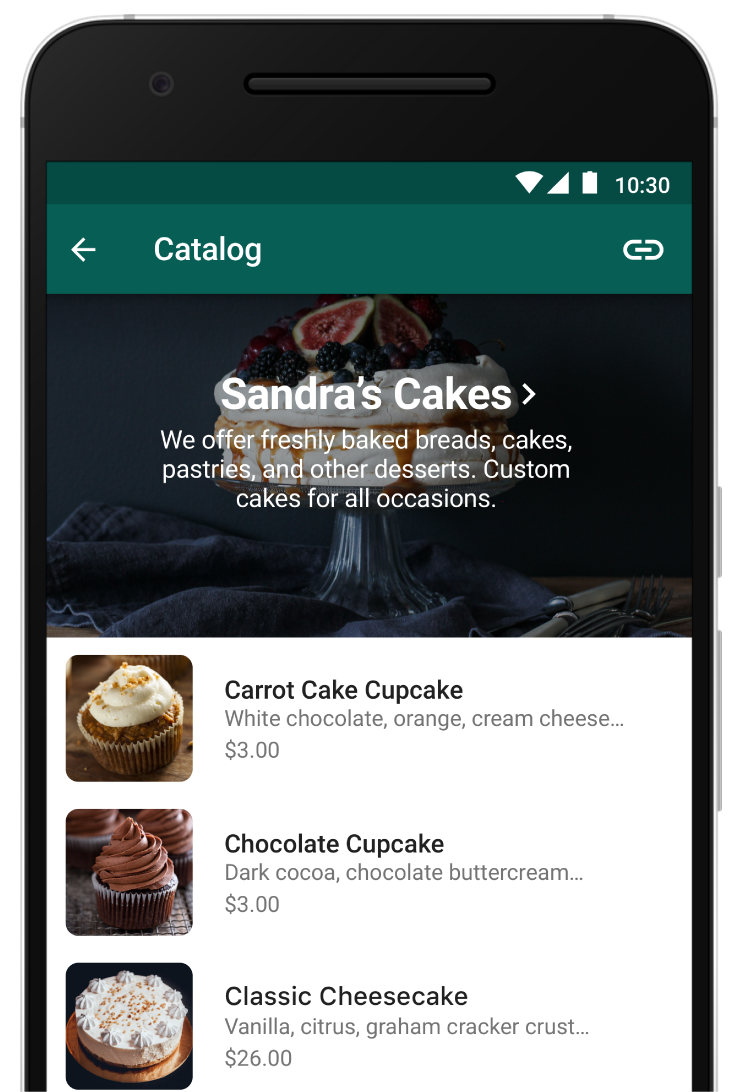 10:30
Catalog
Sandra's Cakes
We offer freshly baked breads, cakes,
pastries, and other desserts. Custom
cakes for all occasions.
Carrot Cake Cupcake
White chocolate, orange, cream cheese...
$3.00
Chocolate Cupcake
Dark cocoa, chocolate buttercream...
$3.00
Classic Cheesecake
Vanilla, citrus, graham cracker crust...
$26.00